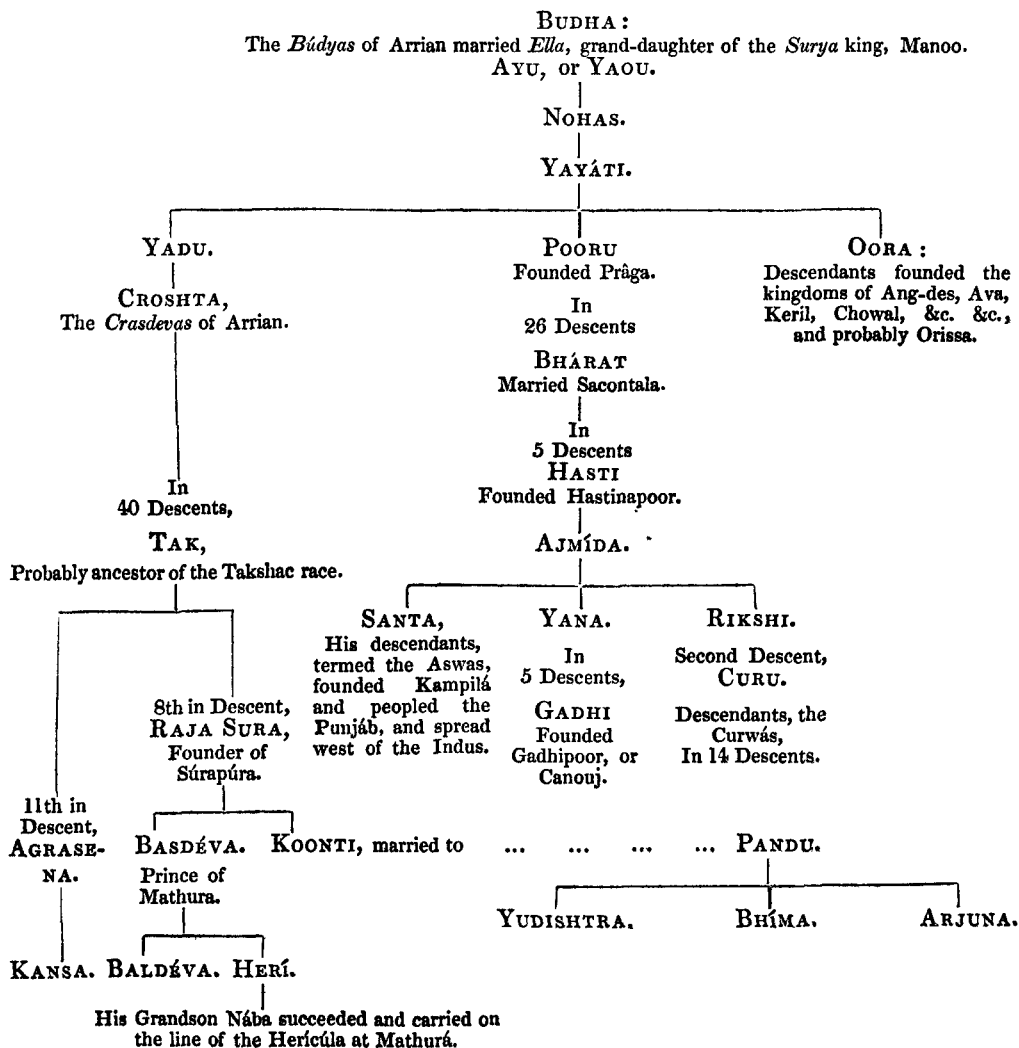 BUDHA:
The Búdyas of Arrian married Ella, grand-daughter of the Surya king, Manoo.
AYU, or YAOU.
NOHAS.
YAYÁTI.
YADU.
CROSHTA,
The Crasdevas of Arrian.
In
40 Descents,
TAK,
Probably ancestor of the Takshac race.
POORU
Founded Prâga.
In
26 Descents
BHÁRAT
Married Sacontala.
In
5 Descents
HASTI
Founded Hastinapoor.
AJMÍDA.
OORA:
Descendants founded the
kingdoms of Ang-des, Ava,
Keril, Chowal, &c. &c.,
and probably Orissa.
SANTA,
His descendants,
termed the Aswas,
founded Kampilá
and peopled the
Punjáb, and spread
west of the Indus.
YANA.
In
5 Descents,
GADHI
Founded
Gadhipoor, or
Canouj.
RIKSHI.
Second Descent,
CURU.
Descendants, the
Curwás,
In 14 Descents.
8th in Descent,
RAJA SURA,
Founder of
Súrapúra.
11th in
Descent,
AGRASE-
NA.
BASDÉVA.
Prince of
Mathura.
KOONTI, married to ... ... ... ... PANDU.
YUDISHTRA. BHÍMA. ARJUNA.
KANSA. BALDÉVA. HERÍ.
His Grandson Nába succeeded and carried on
the line of the Herícúla at Mathurá.